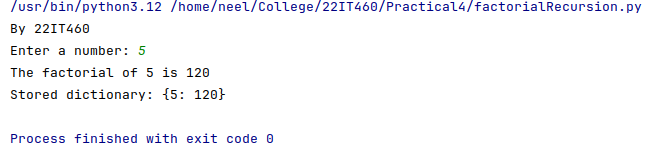 /usr/bin/python3.12 /home/neel/College/22IT460/Practical4/factorialRecursion.py
By 22IT460
Enter a number: 5
The factorial of 5 is 120
Stored dictionary: {5: 120}
Process finished with exit code 0